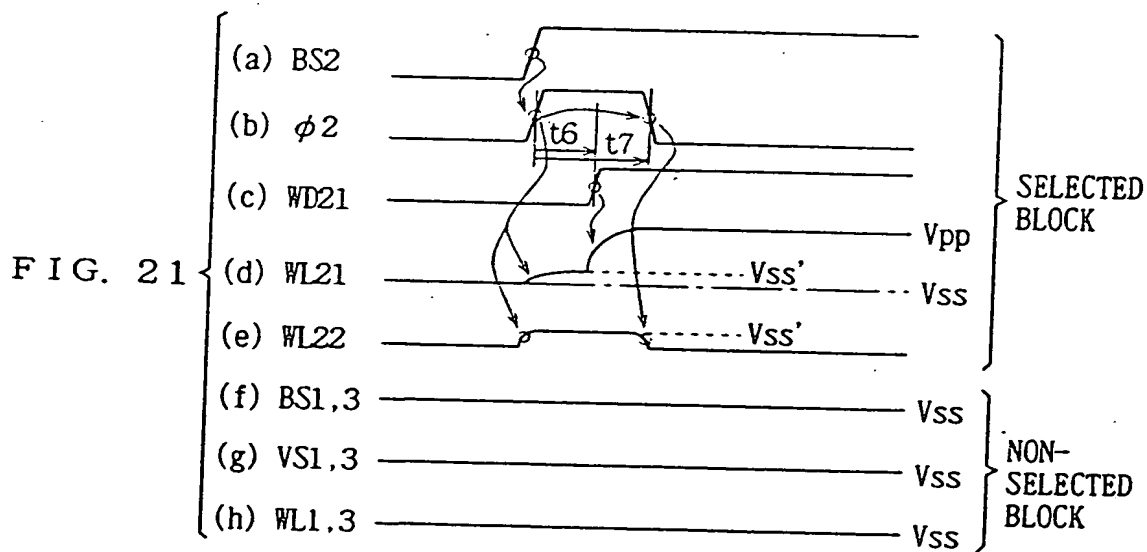 FIG. 21
(a) BS2
(b) φ2
t6
t7
(c) WD21
(d) WL21
Vpp
Vss'
Vss
(e) WL22
Vss'
SELECTED
BLOCK
(f) BS1,3
Vss
(g) VS1,3
Vss
(h) WL1,3
Vss
NON-
SELECTED
BLOCK